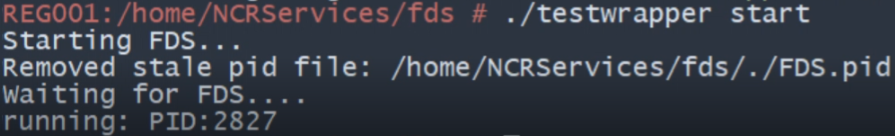 REG001:/home/NCRServices/fds # ./testwrapper start
Starting FDS...
Removed stale pid file: /home/NCRServices/fds/./FDS.pid
Waiting for FDS....
running: PID:2827